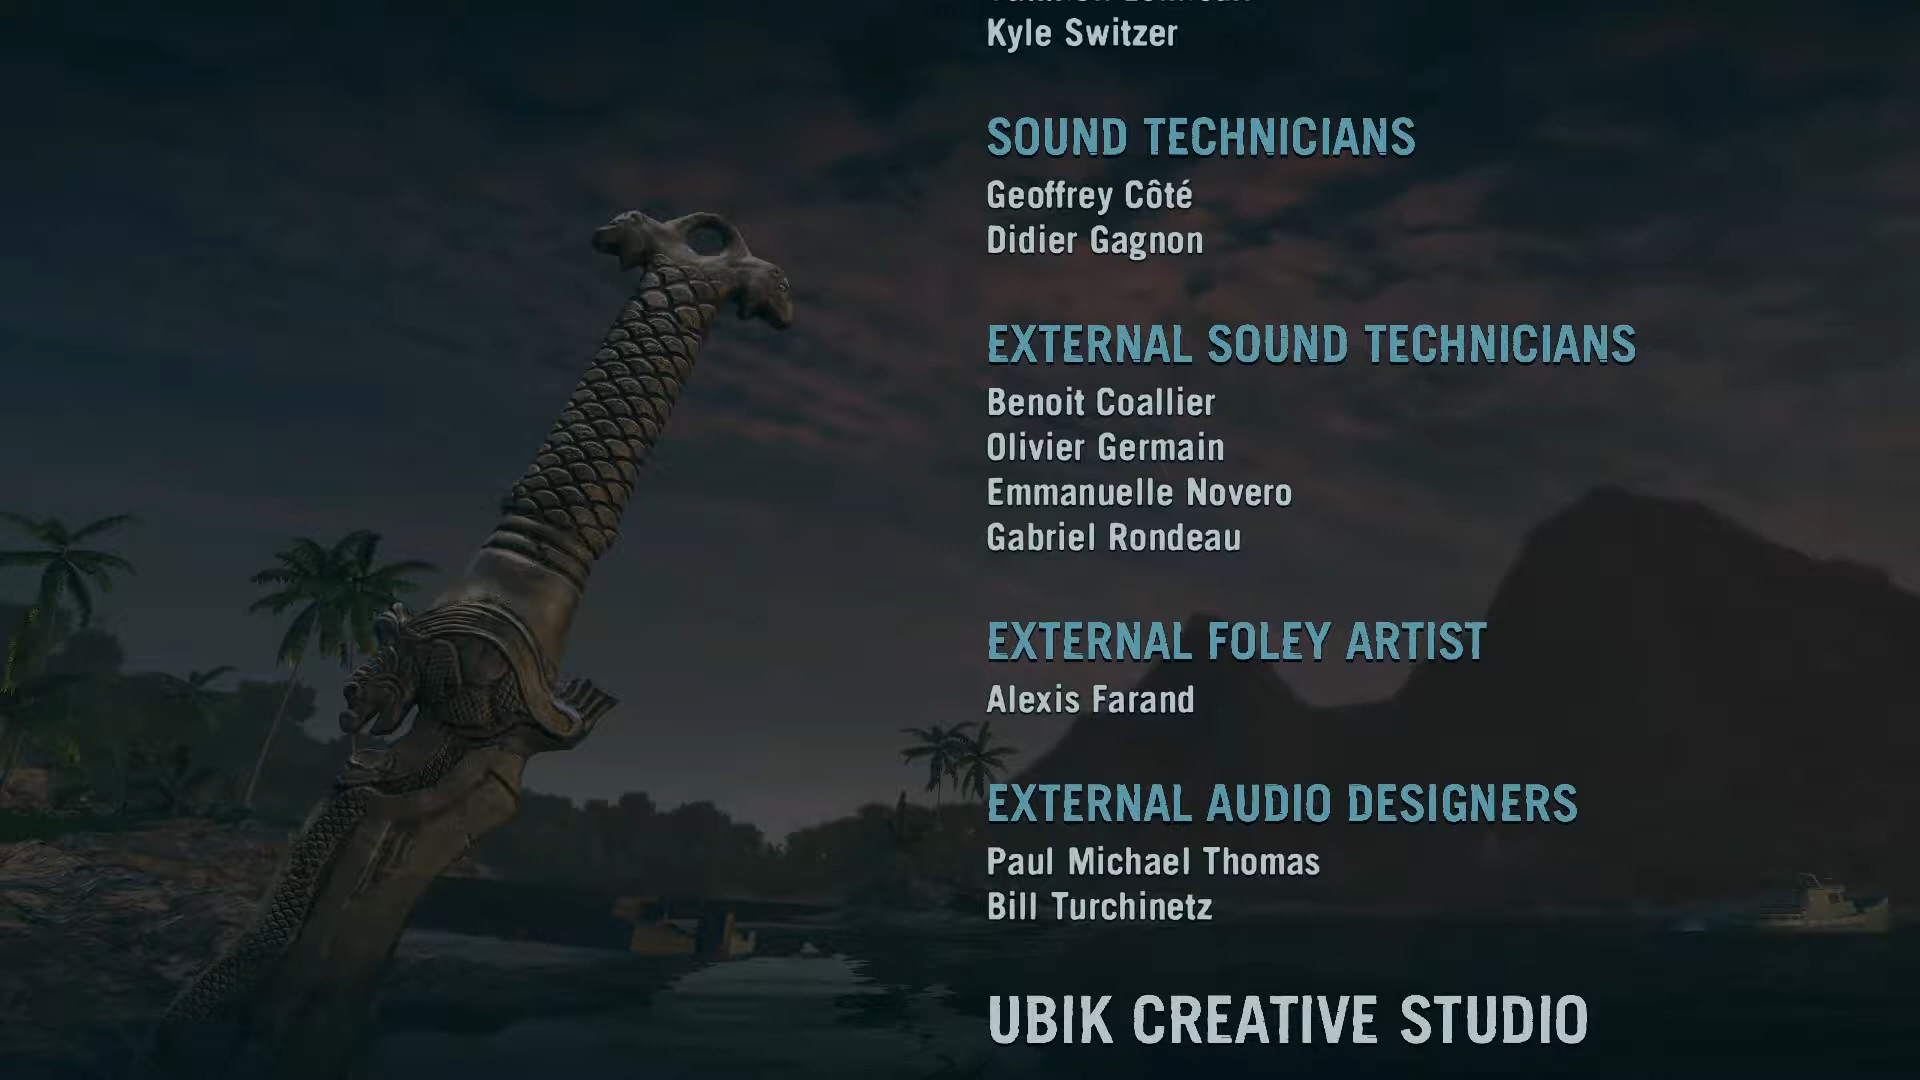 Kyle Switzer
SOUND TECHNICIANS
Geoffrey Côté
Didier Gagnon
EXTERNAL SOUND TECHNICIANS
Benoit Coallier
Olivier Germain
Emmanuelle Novero
Gabriel Rondeau
EXTERNAL FOLEY ARTIST
Alexis Farand
EXTERNAL AUDIO DESIGNERS
Paul Michael Thomas
Bill Turchinetz
UBIK CREATIVE STUDIO